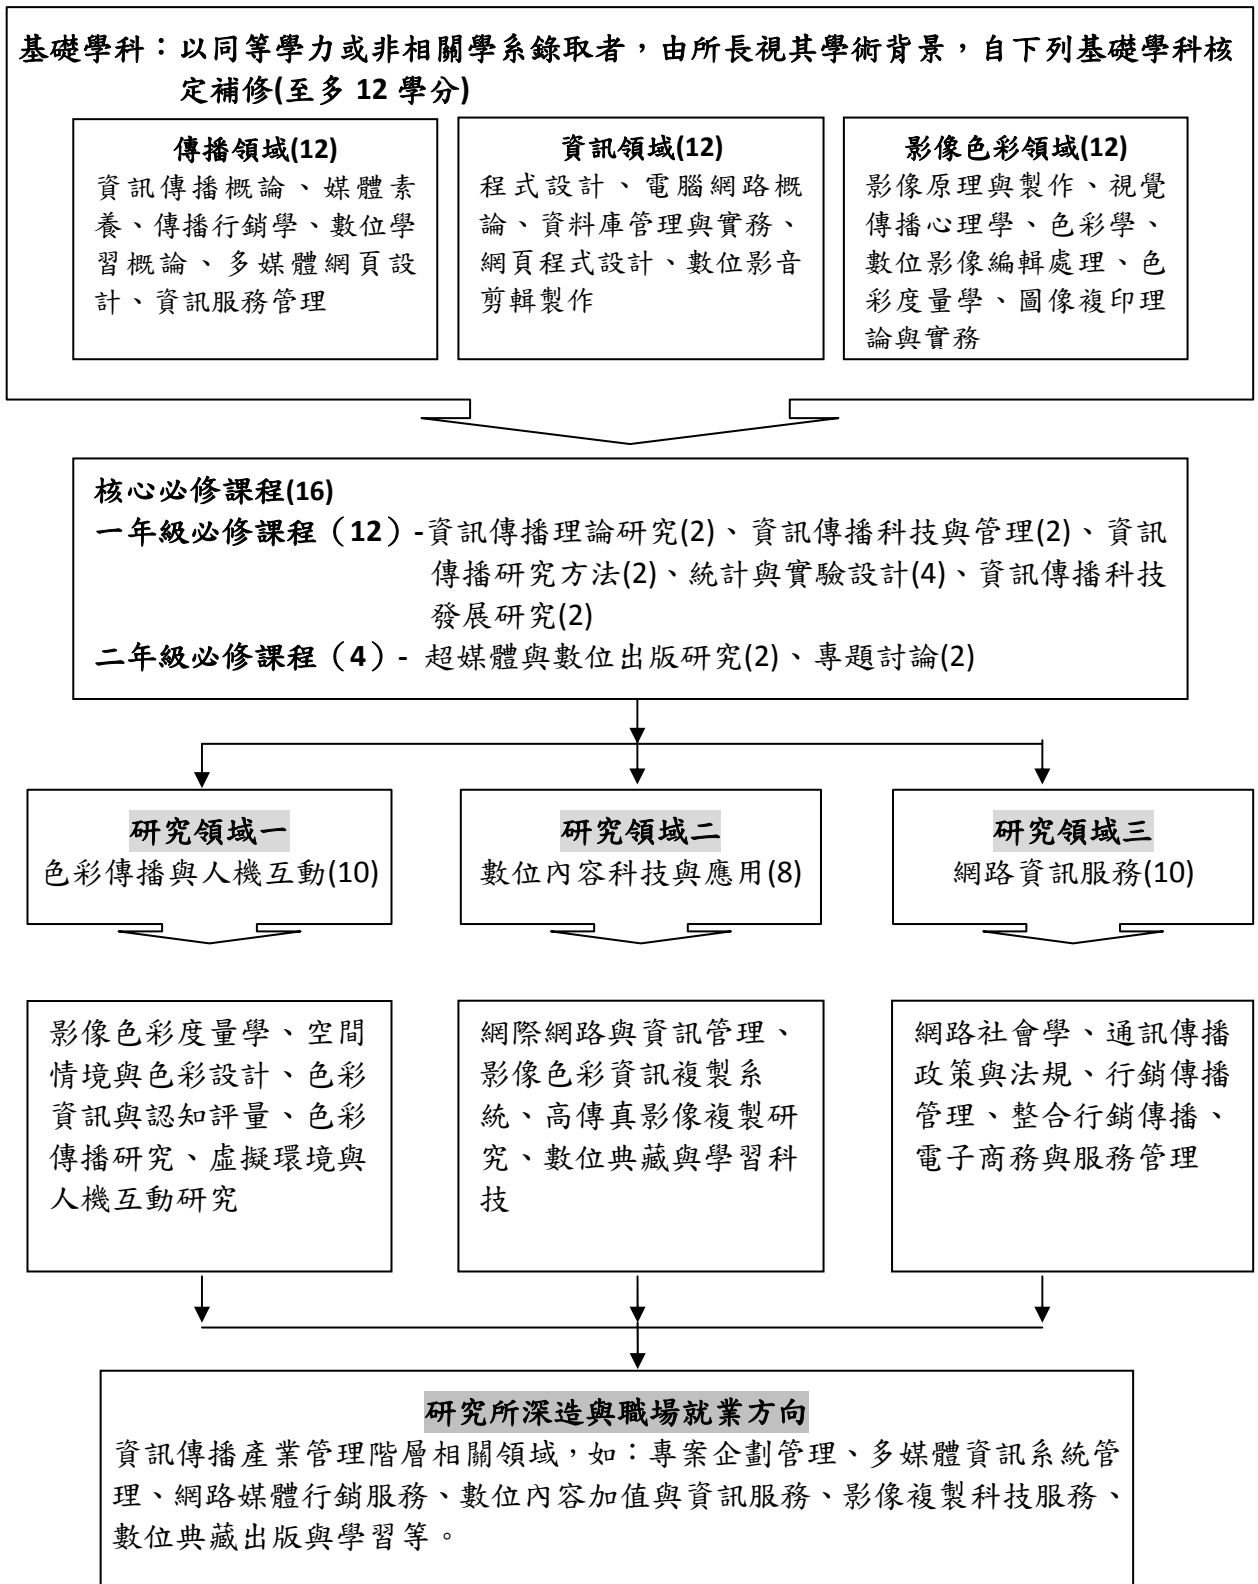 基礎學科：以同等學力或非相關學系錄取者，由所長視其學術背景，自下列基礎學科核
定補修(至多 12 學分)
傳播領域(12)
資訊傳播概論、媒體素
養、傳播行銷學、數位學
習概論、多媒體網頁設
計、資訊服務管理
資訊領域(12)
程式設計、電腦網路概
論、資料庫管理與實務、
網頁程式設計、數位影音
剪輯製作
影像色彩領域(12)
影像原理與製作、視覺
傳播心理學、色彩學、
數位影像編輯處理、色
彩度量學、圖像複印理
論與實務
核心必修課程(16)
一年級必修課程（12）-資訊傳播理論研究(2)、資訊傳播科技與管理(2)、資訊
傳播研究方法(2)、統計與實驗設計(4)、資訊傳播科技
發展研究(2)
二年級必修課程（4）- 超媒體與數位出版研究(2)、專題討論(2)
研究領域一
色彩傳播與人機互動(10)
研究領域二
數位內容科技與應用(8)
研究領域三
網路資訊服務(10)
影像色彩度量學、空間
情境與色彩設計、色彩
資訊與認知評量、色彩
傳播研究、虛擬環境與
人機互動研究
網際網路與資訊管理、
影像色彩資訊複製系
統、高傳真影像複製研
究、數位典藏與學習科
技
網路社會學、通訊傳播
政策與法規、行銷傳播
管理、整合行銷傳播、
電子商務與服務管理
研究所深造與職場就業方向
資訊傳播產業管理階層相關領域，如：專案企劃管理、多媒體資訊系統管
理、網路媒體行銷服務、數位內容加值與資訊服務、影像複製科技服務、
數位典藏出版與學習等。